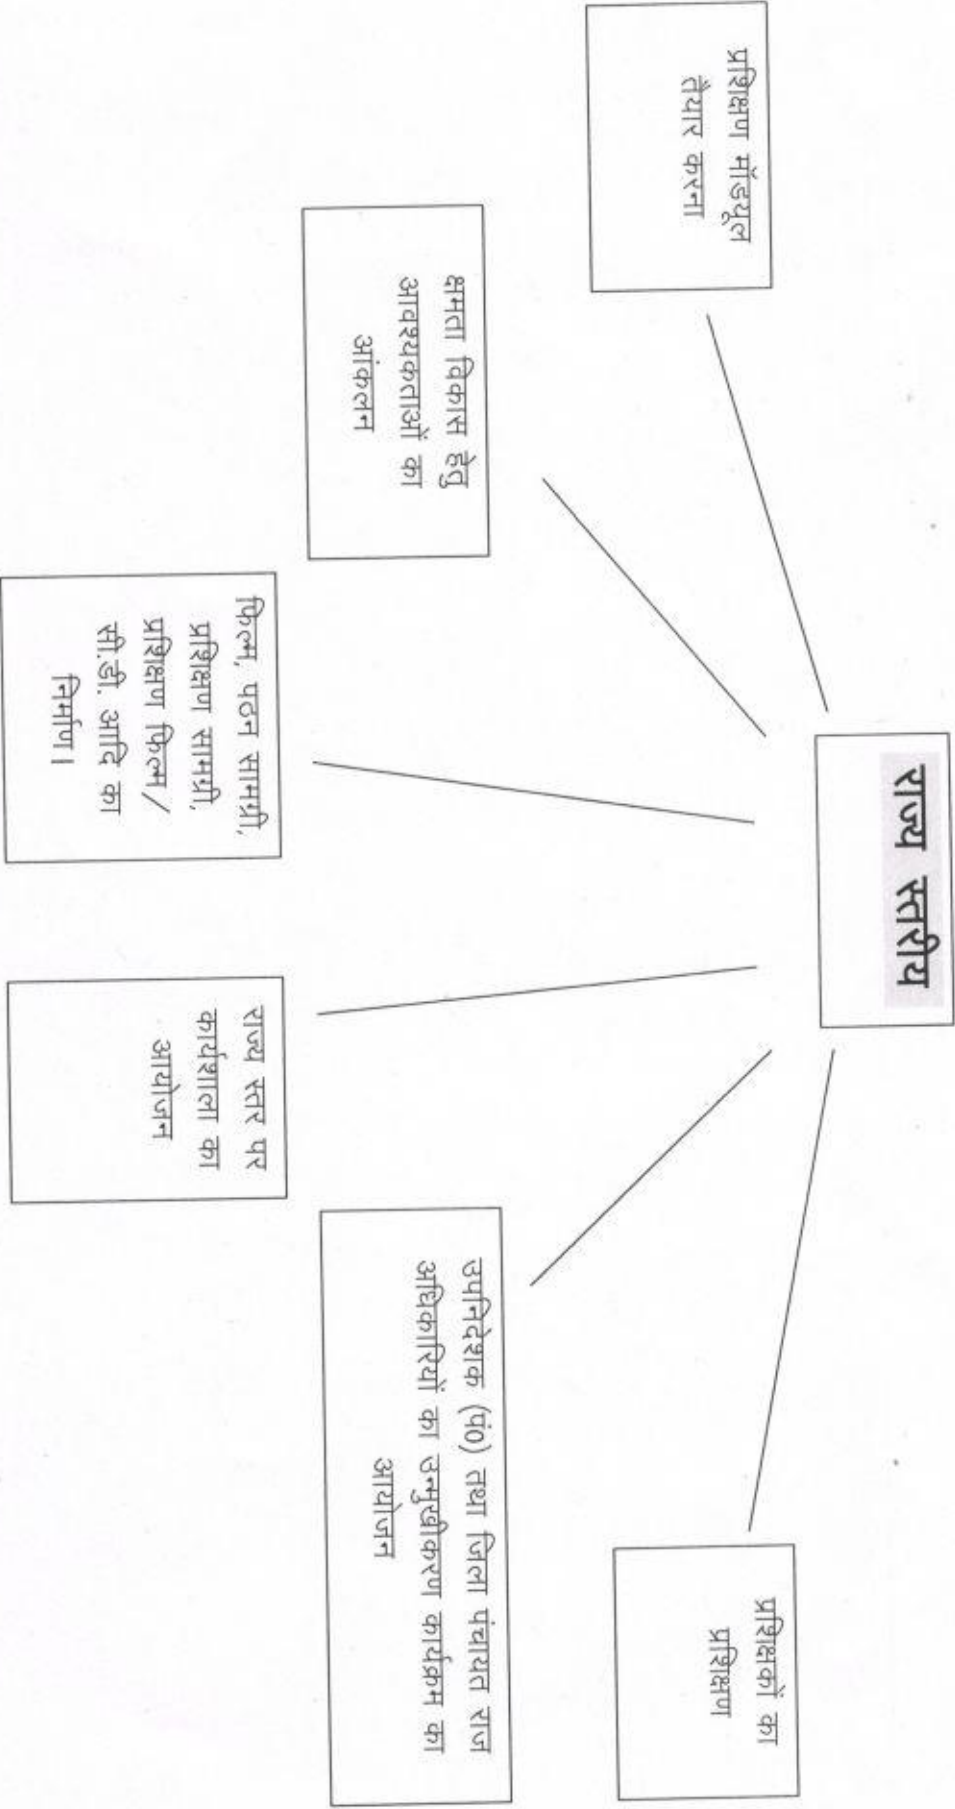 राज्य स्तरीय
प्रशिक्षण मॉड्यूल
तैयार करना
क्षमता विकास हेतु
आवश्यकताओं का
आंकलन
फिल्म, पठन सामग्री,
प्रशिक्षण सामग्री,
प्रशिक्षण फिल्म/
सी.डी. आदि का
निर्माण।
राज्य स्तर पर
कार्यशाला का
आयोजन
उपनिदेशक (पं0) तथा जिला पंचायत राज
अधिकारियों का उन्मुखीकरण कार्यक्रम का
आयोजन
प्रशिक्षकों का
प्रशिक्षण